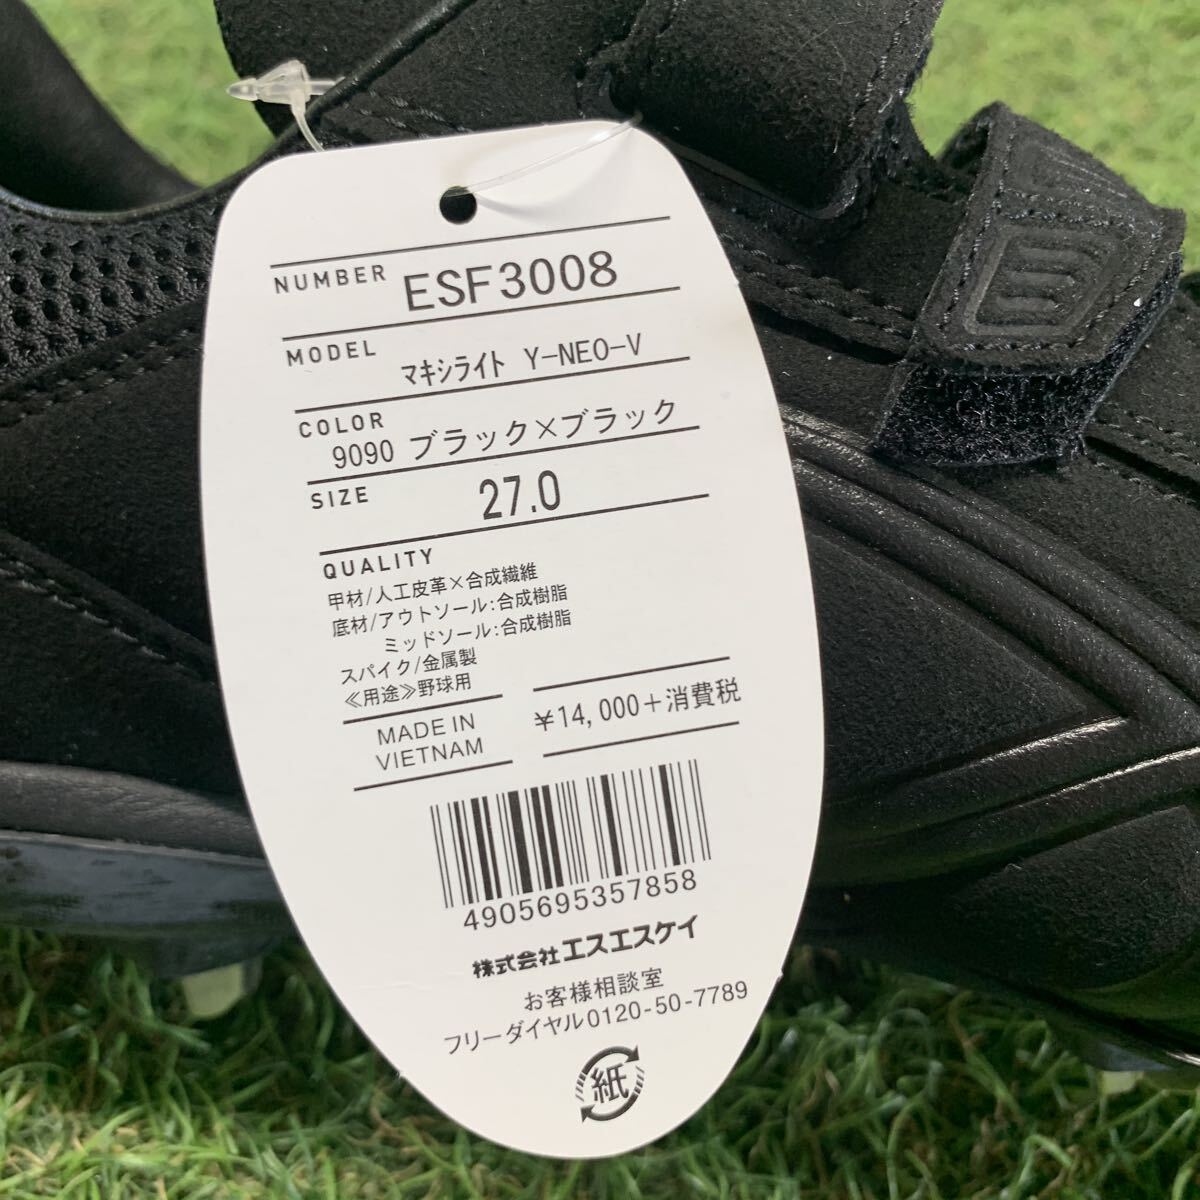 NUMBER ESF3008
MODEL
マキシライト Y-NEO-V
COLOR
9090 ブラック×ブラック
SIZE 27.0
QUALITY
甲材/人工皮革×合成繊維
底材/アウトソール:合成樹脂
ミッドソール:合成樹脂
スパイク/金属製
≪用途≫野球用
MADE IN
VIETNAM
¥14,000+消費税
4905695357858
株式会社エスエスケイ
お客様相談室
フリーダイヤル0120-50-7789
紙